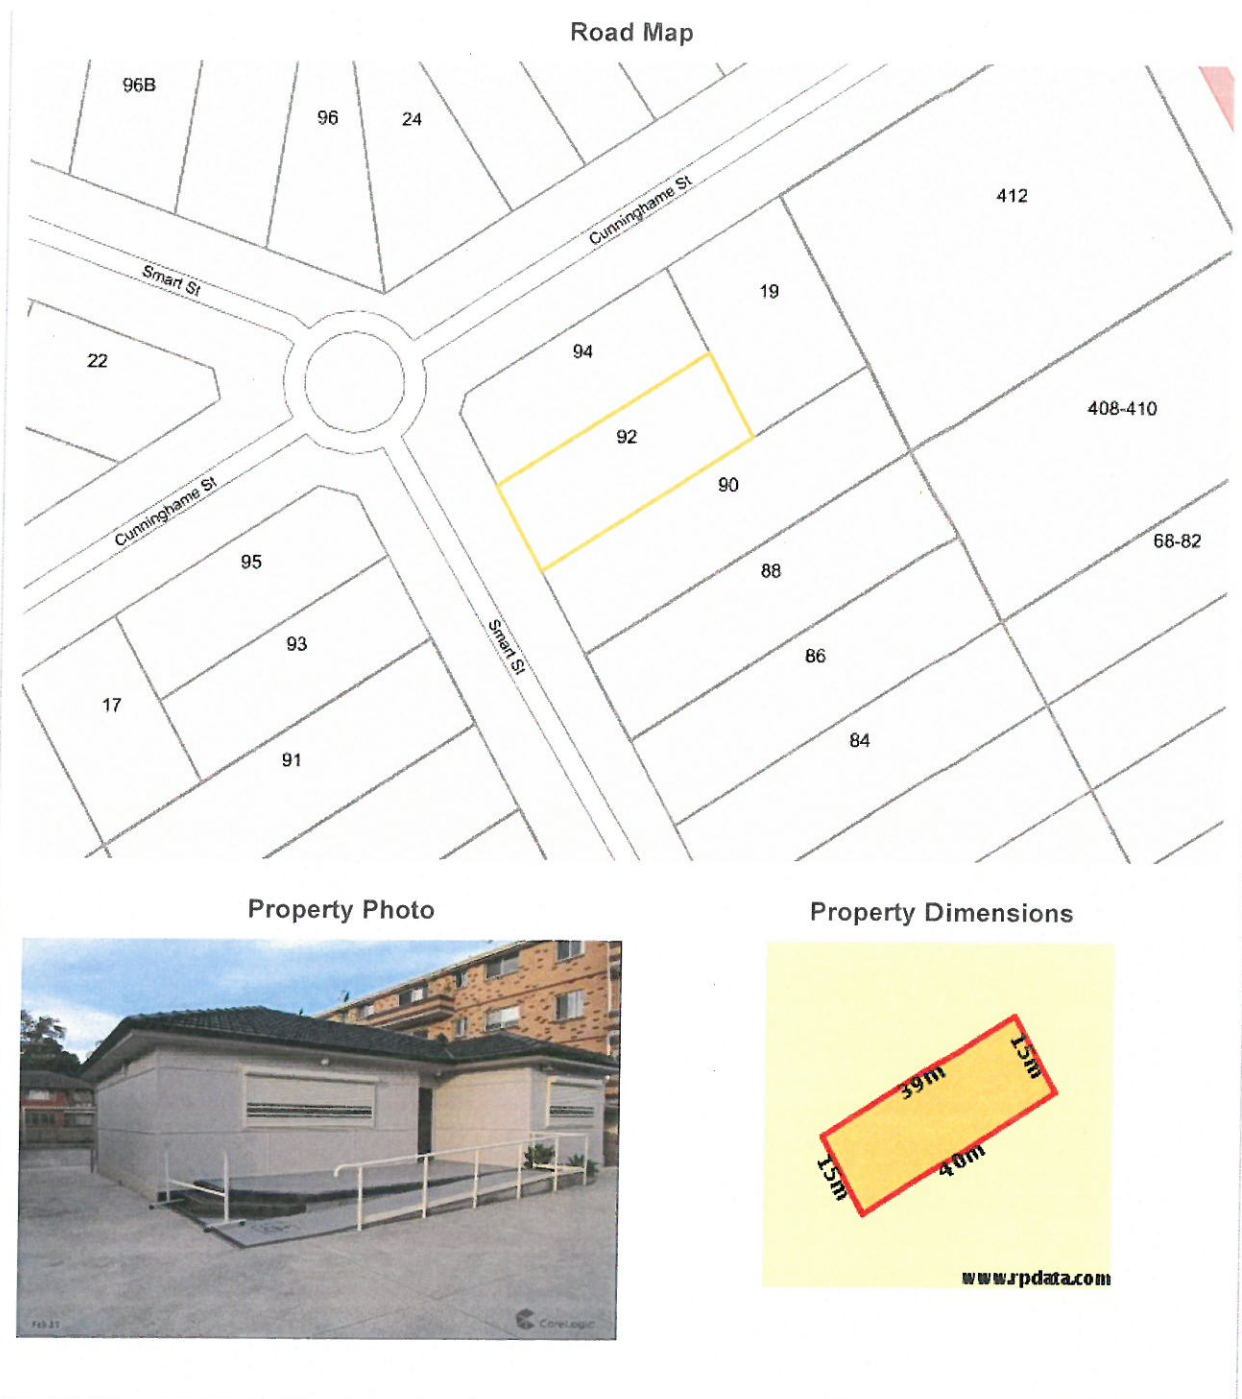 Road Map
96B
96
24
412
Cunninghame St
Smart St
19
94
22
408-410
92
90
Cunninghame St
95
88
68-82
93
Smart St
86
17
84
91
Property Photo
Property Dimensions
39m
15m
15m
40m
www.rpdata.com
CoreLogic